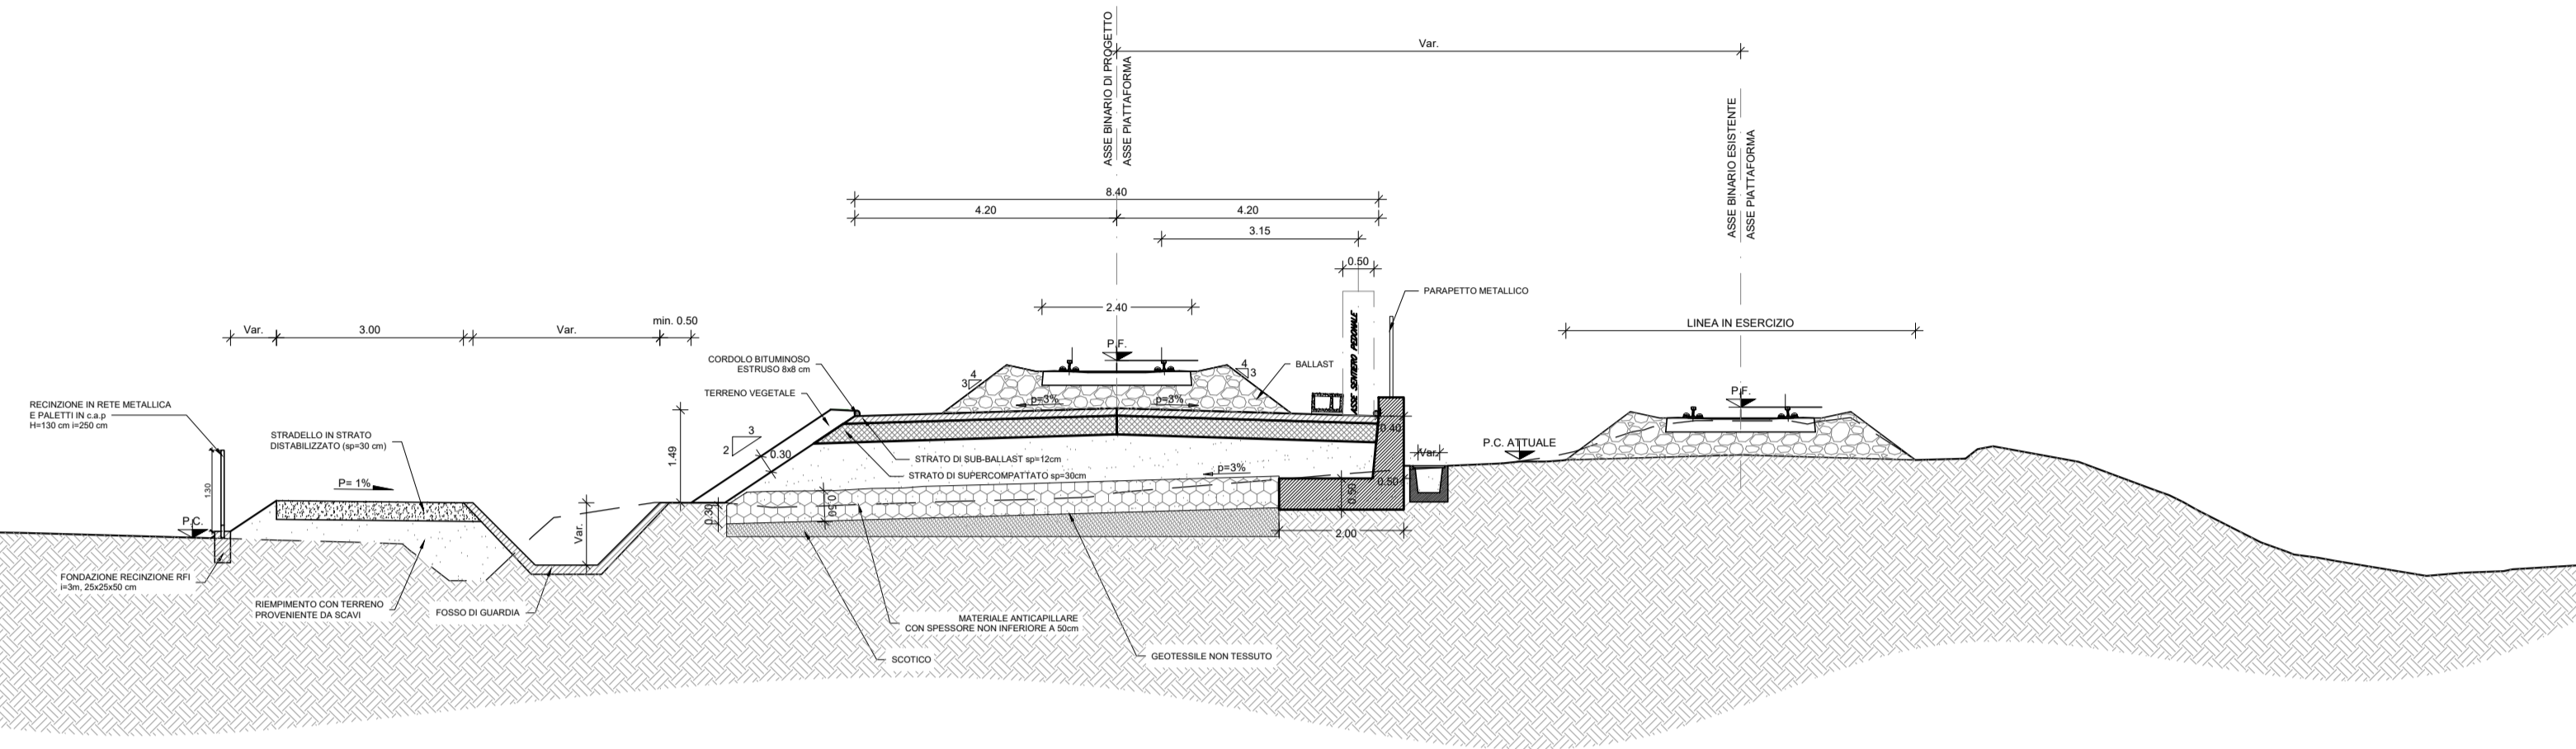 ASSE BINARIO DI PROGETTO
ASSE PIATTAFORMA
Var.
ASSE BINARIO ESISTENTE
ASSE PIATTAFORMA
8.40
4.20
4.20
3.15
0.50
2.40
PARAPETTO METALLICO
ASSE SENTIERO PEDONALE
LINEA IN ESERCIZIO
Var.
3.00
Var.
min. 0.50
P.F.
CORDOLO BITUMINOSO
ESTRUSO 8x8 cm
BALLAST
4
3
4
3
TERRENO VEGETALE
p=3%
p=3%
P.F.
RECINZIONE IN RETE METALLICA
E PALETTI IN c.a.p
H=130 cm i=250 cm
STRADELLO IN STRATO
DISTABILIZZATO (sp=30 cm)
3
2
1.49
0.30
0.40
P.C. ATTUALE
Var.
STRATO DI SUB-BALLAST sp=12cm
STRATO DI SUPERCOMPATTATO sp=30cm
p=3%
P= 1%
1.30
0.50
0.50
0.50
0.30
P.C.
Var.
2.00
FONDAZIONE RECINZIONE RFI
i=3m, 25x25x50 cm
RIEMPIMENTO CON TERRENO
PROVENIENTE DA SCAVI
FOSSO DI GUARDIA
MATERIALE ANTICAPILLARE
CON SPESSORE NON INFERIORE A 50cm
SCOTICO
GEOTESSILE NON TESSUTO